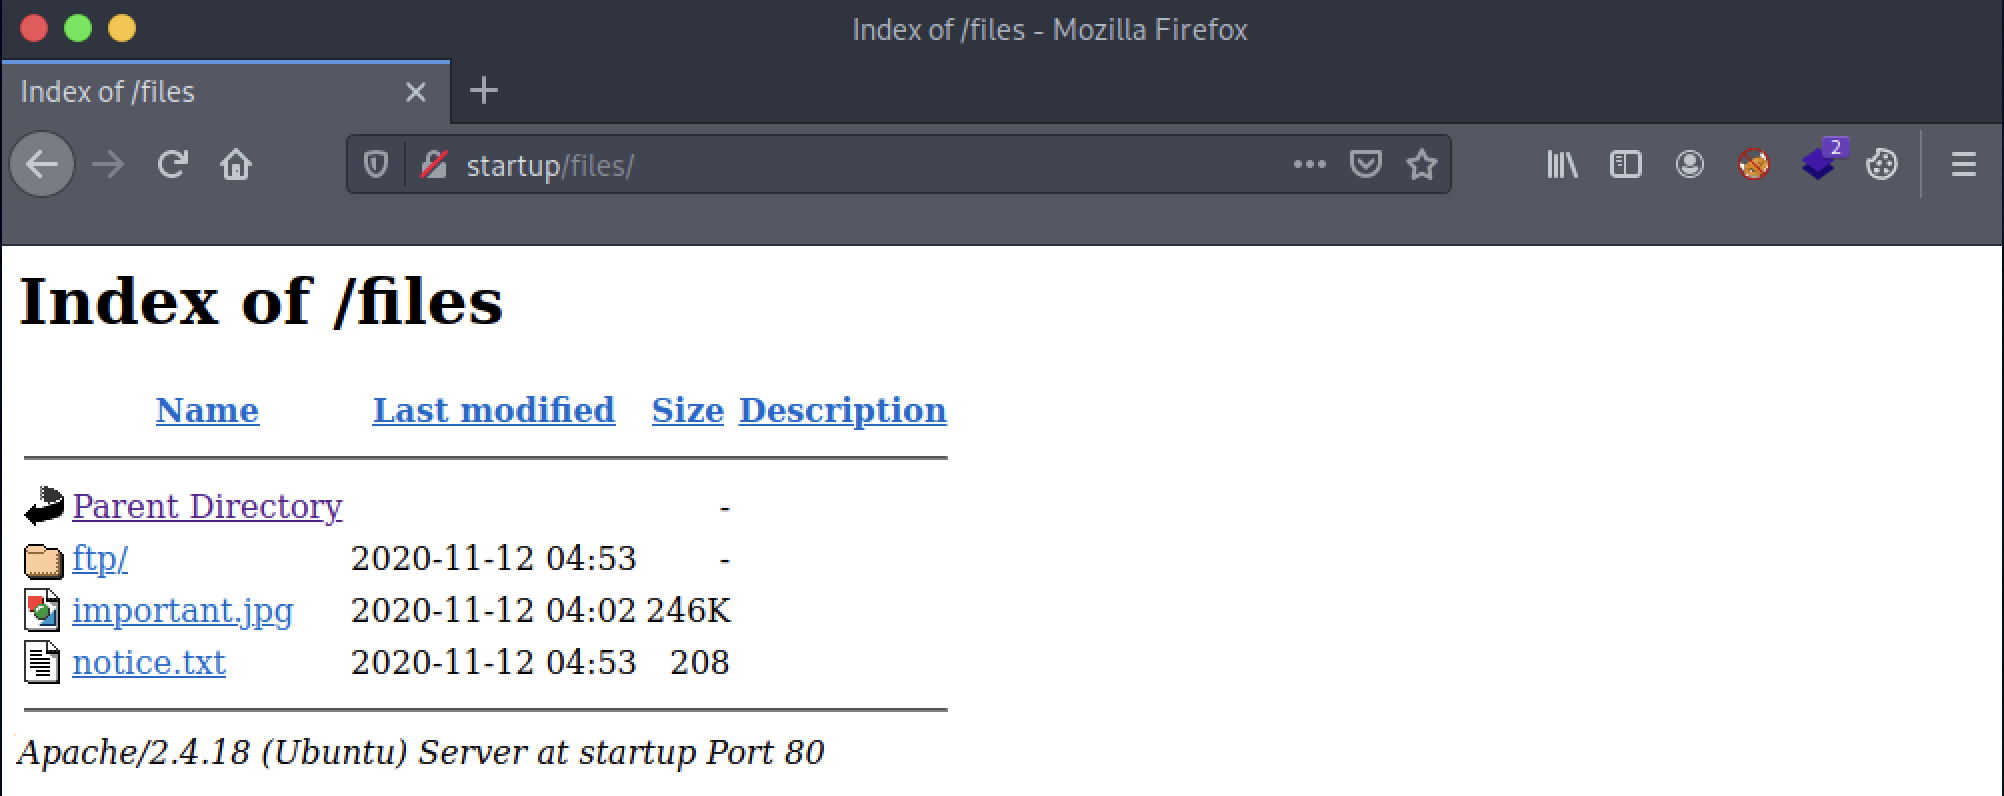 Index of /files - Mozilla Firefox
Index of /files
startup/files/
2
Index of /files
Name Last modified Size Description
Parent Directory -
ftp/ 2020-11-12 04:53 -
important.jpg 2020-11-12 04:02 246K
notice.txt 2020-11-12 04:53 208
Apache/2.4.18 (Ubuntu) Server at startup Port 80